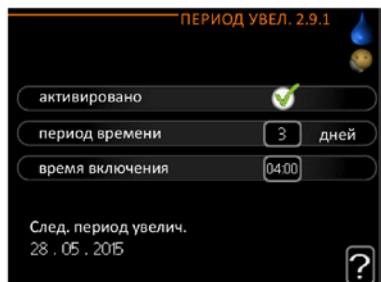 ПЕРИОД УВЕЛ. 2.9.1
активировано
период времени 3 дней
время включения 04:00
След. период увелич.
28 . 05 . 2015
?